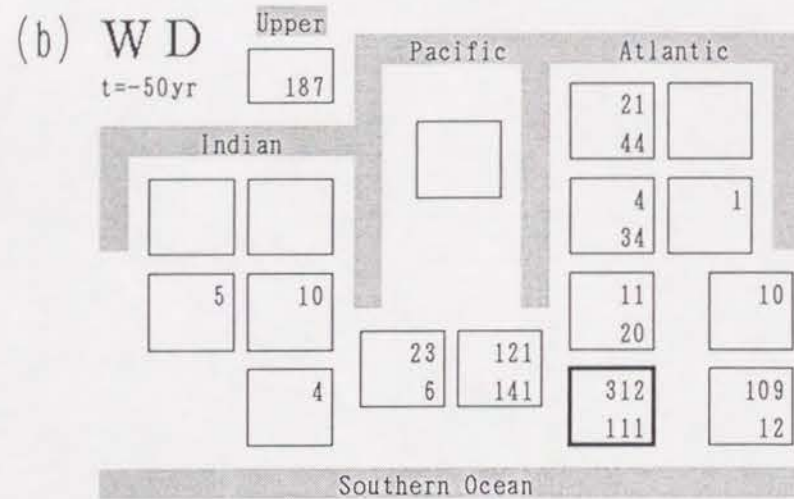 (b) WD Upper
t=-50yr 187
Pacific Atlantic
Indian
21
44
4 1
34
5 10 11 10
20
23 121
6 141
4 312 109
111 12
Southern Ocean